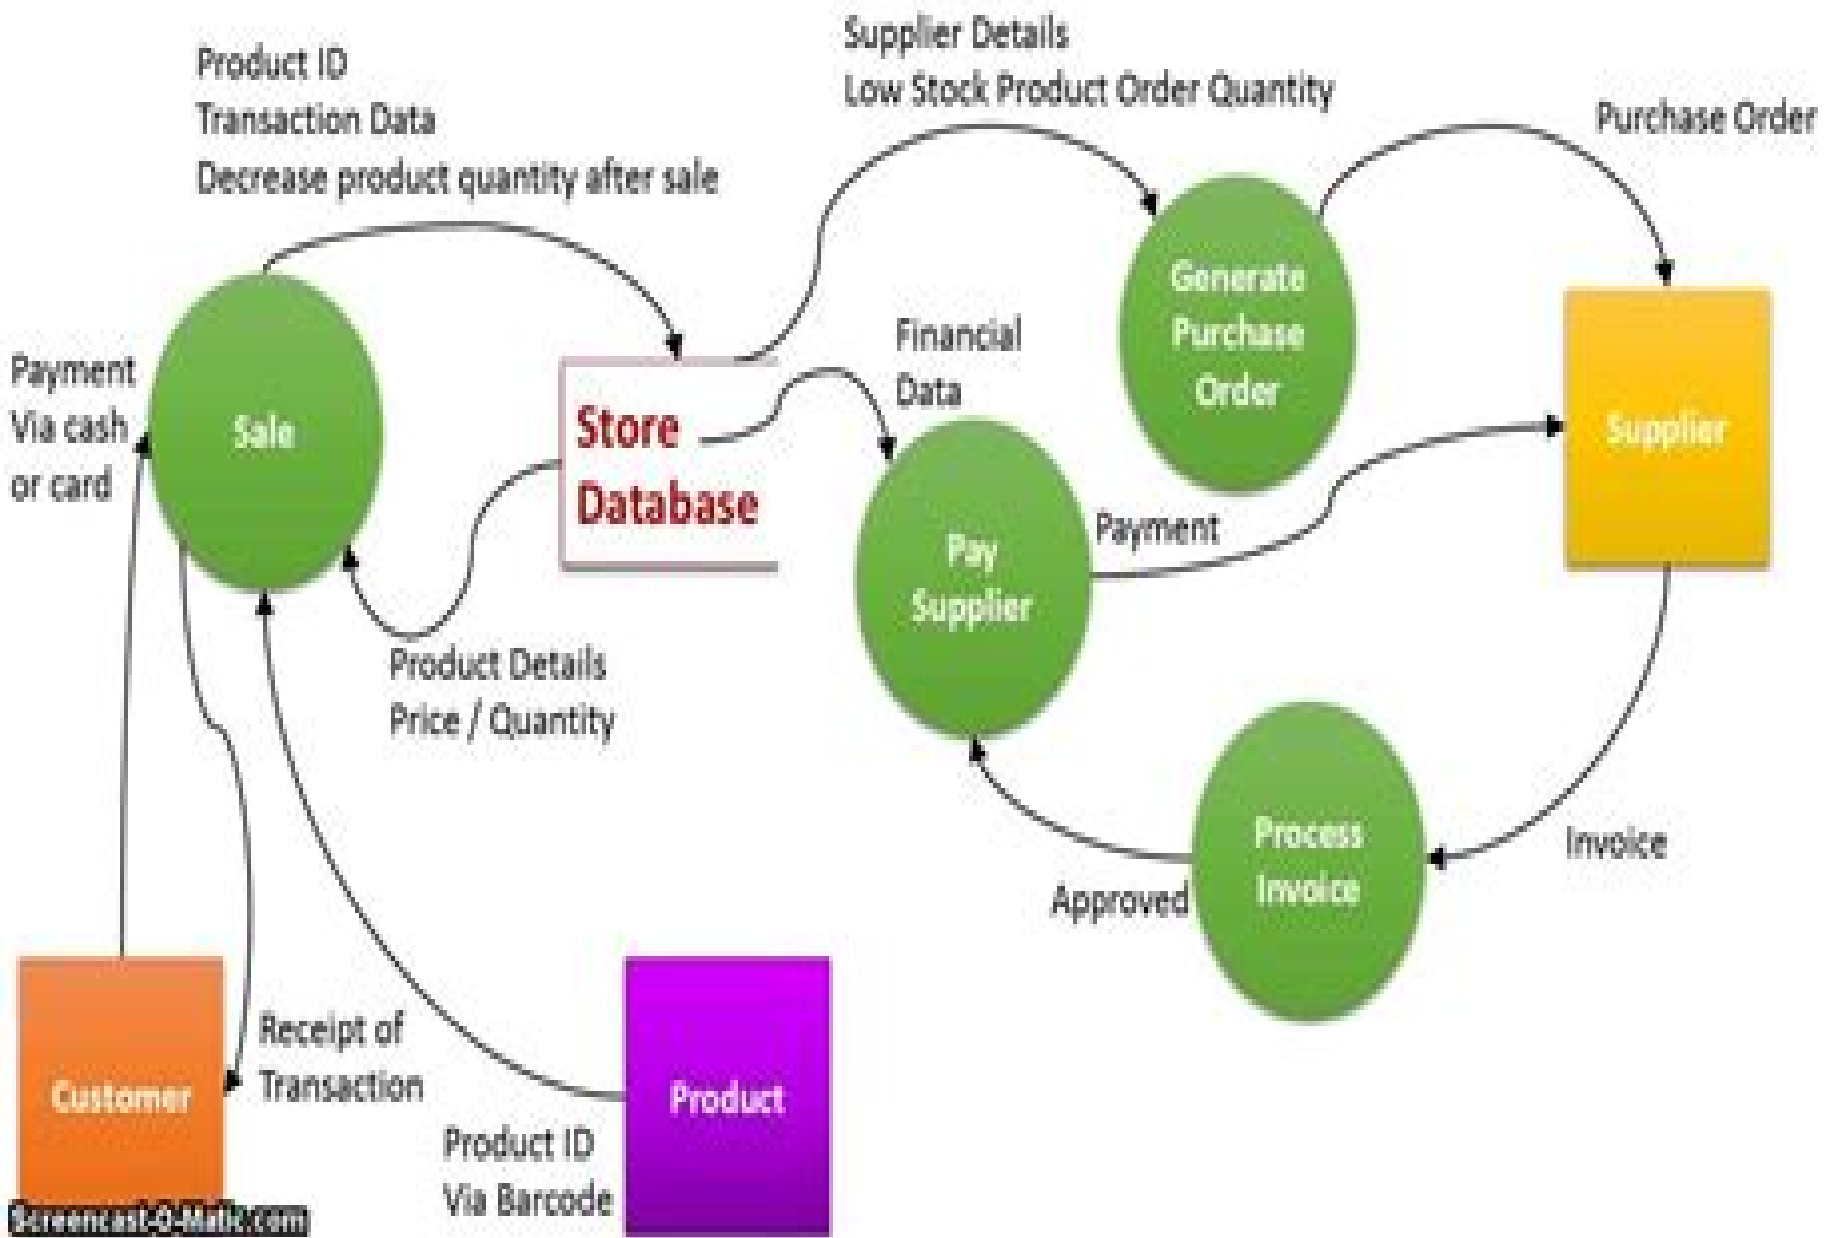 Product ID
Transaction Data
Decrease product quantity after sale
Supplier Details
Low Stock Product Order Quantity
Purchase Order
Generate
Purchase
Order
Financial
Data
Payment
Via cash
or card
Sale
Store
Database
Supplier
Payment
Pay
Supplier
Product Details
Price / Quantity
Process
Invoice
Invoice
Approved
Receipt of
Transaction
Customer
Product
Product ID
Via Barcode
Screencast-O-Matic.com